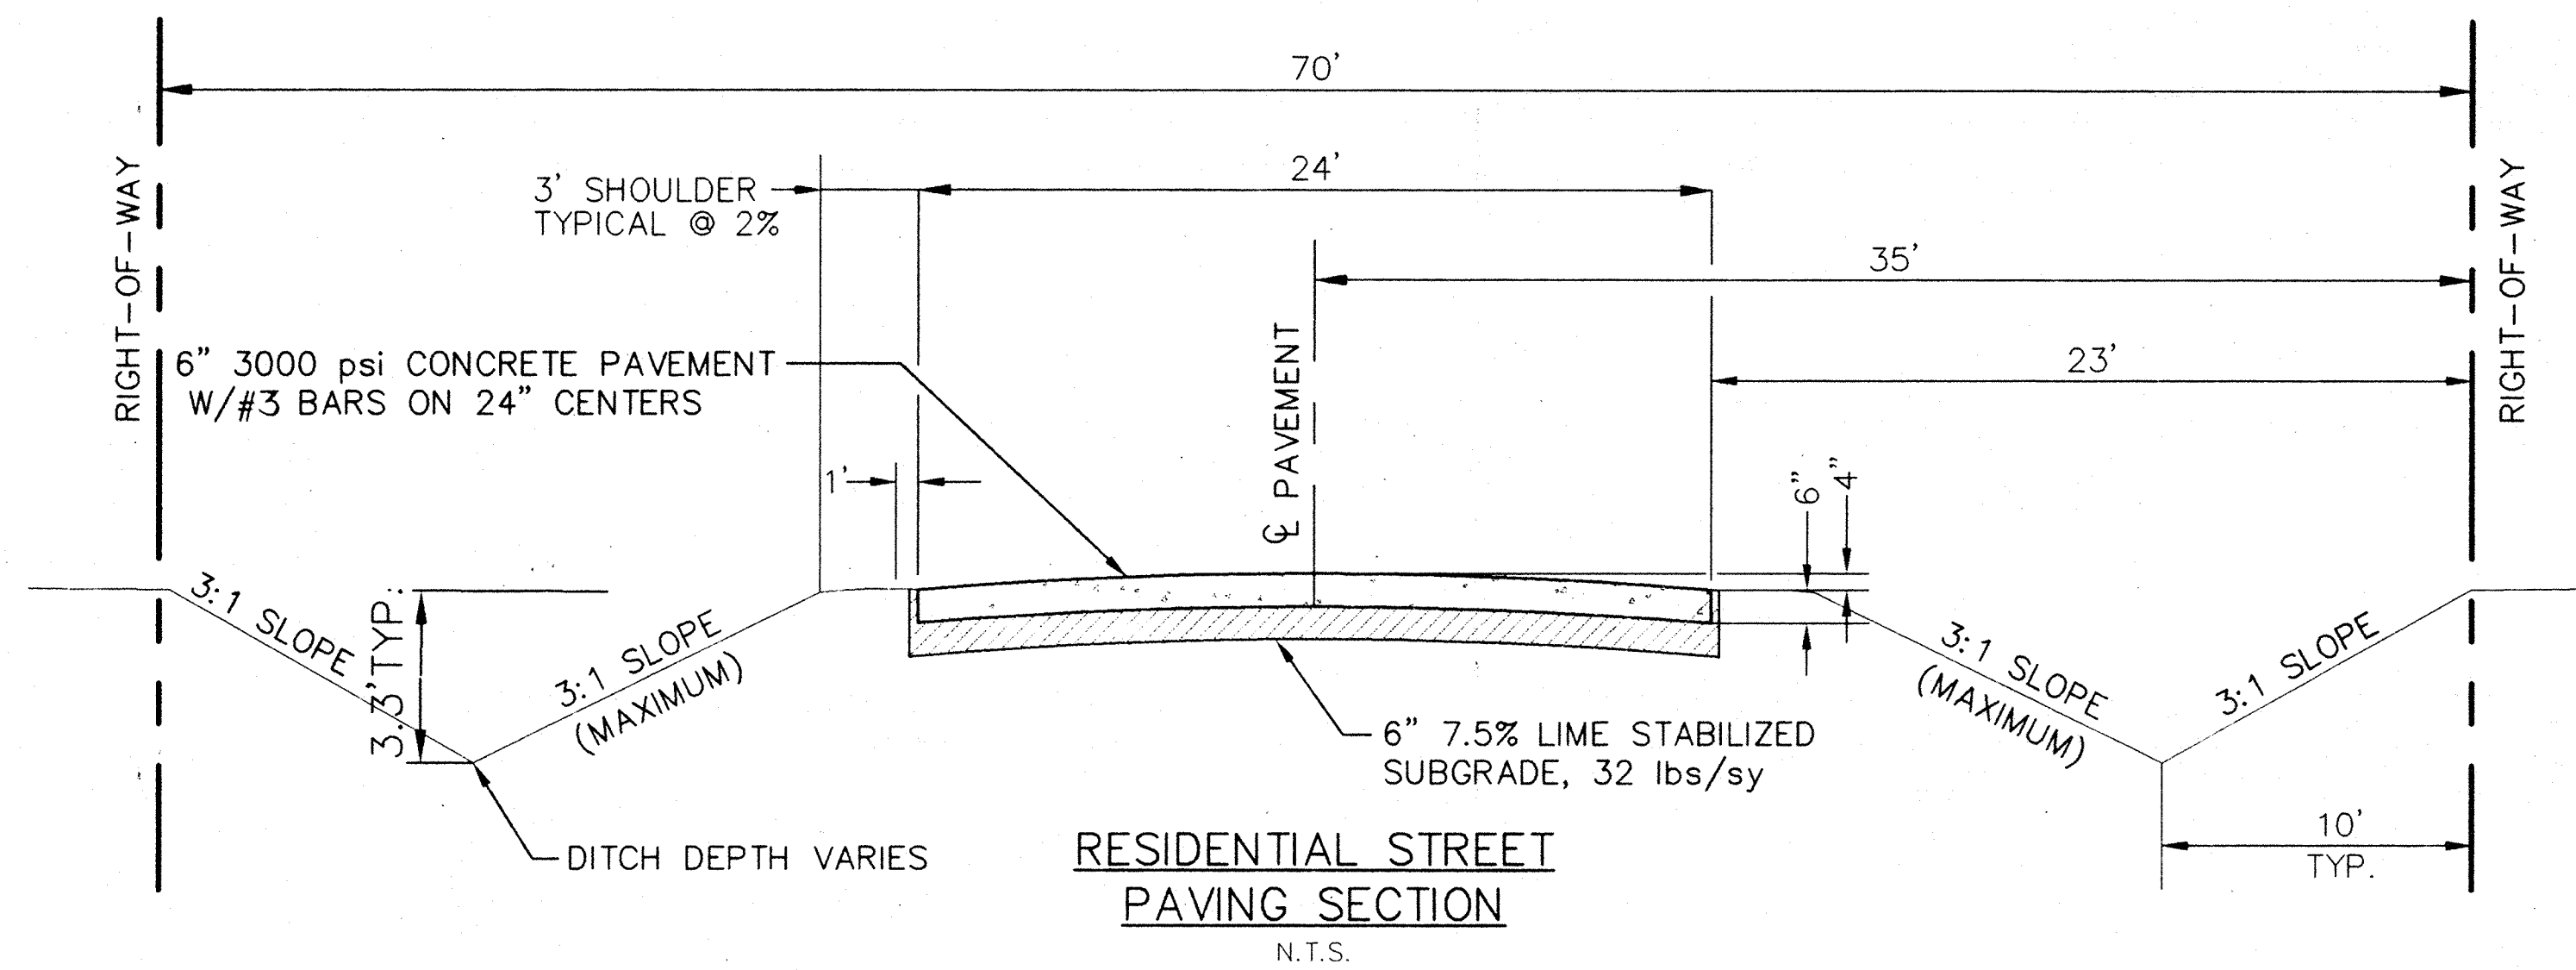 70'
24'
3' SHOULDER
TYPICAL @ 2%
35'
23'
RIGHT-OF-WAY
RIGHT-OF-WAY
6" 3000 psi CONCRETE PAVEMENT
W/#3 BARS ON 24" CENTERS
℄ PAVEMENT
1'
6"
4"
3:1 SLOPE
3.3'TYP.
3:1 SLOPE
(MAXIMUM)
3:1 SLOPE
(MAXIMUM)
3:1 SLOPE
6" 7.5% LIME STABILIZED
SUBGRADE, 32 lbs/sy
DITCH DEPTH VARIES
10'
TYP.
RESIDENTIAL STREET
PAVING SECTION
N.T.S.